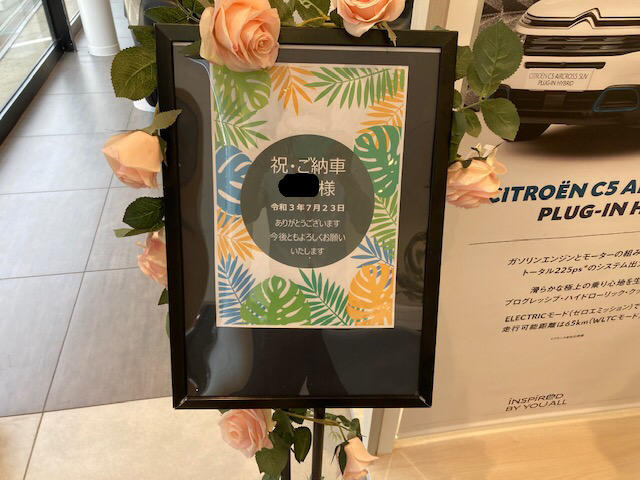 祝・ご納車
様
令和3年7月23日
ありがとうございます
今後ともよろしくお願い
いたします
CITROËN C5 AIRCROSS SUV
PLUG-IN HYBRID
CITROËN C5 AI
PLUG-IN H
ガソリンエンジンとモーターの組み
トータル225ps*のシステム出
滑らかな極上の乗り心地を生
プログレッシブ・ハイドローリック・ク
ELECTRICモード(ゼロエミッション)で
走行可能距離は65km(WLTCモード
INSPIRED
BY YOU ALL